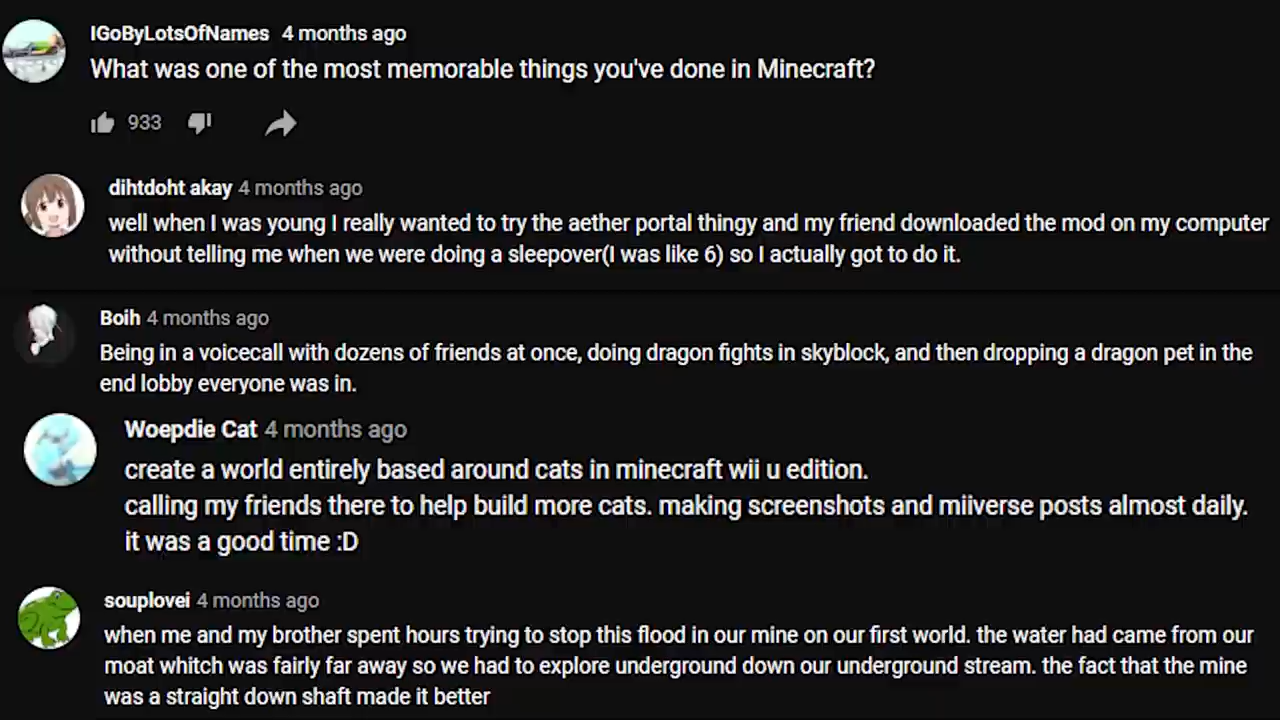 IGoByLotsOfNames 4 months ago
What was one of the most memorable things you've done in Minecraft?
933
dihtdoht akay 4 months ago
well when I was young I really wanted to try the aether portal thingy and my friend downloaded the mod on my computer
without telling me when we were doing a sleepover(I was like 6) so I actually got to do it.
Boih 4 months ago
Being in a voicecall with dozens of friends at once, doing dragon fights in skyblock, and then dropping a dragon pet in the
end lobby everyone was in.
Woepdie Cat 4 months ago
create a world entirely based around cats in minecraft wii u edition.
calling my friends there to help build more cats. making screenshots and miiverse posts almost daily.
it was a good time :D
souplovei 4 months ago
when me and my brother spent hours trying to stop this flood in our mine on our first world. the water had came from our
moat whitch was fairly far away so we had to explore underground down our underground stream. the fact that the mine
was a straight down shaft made it better